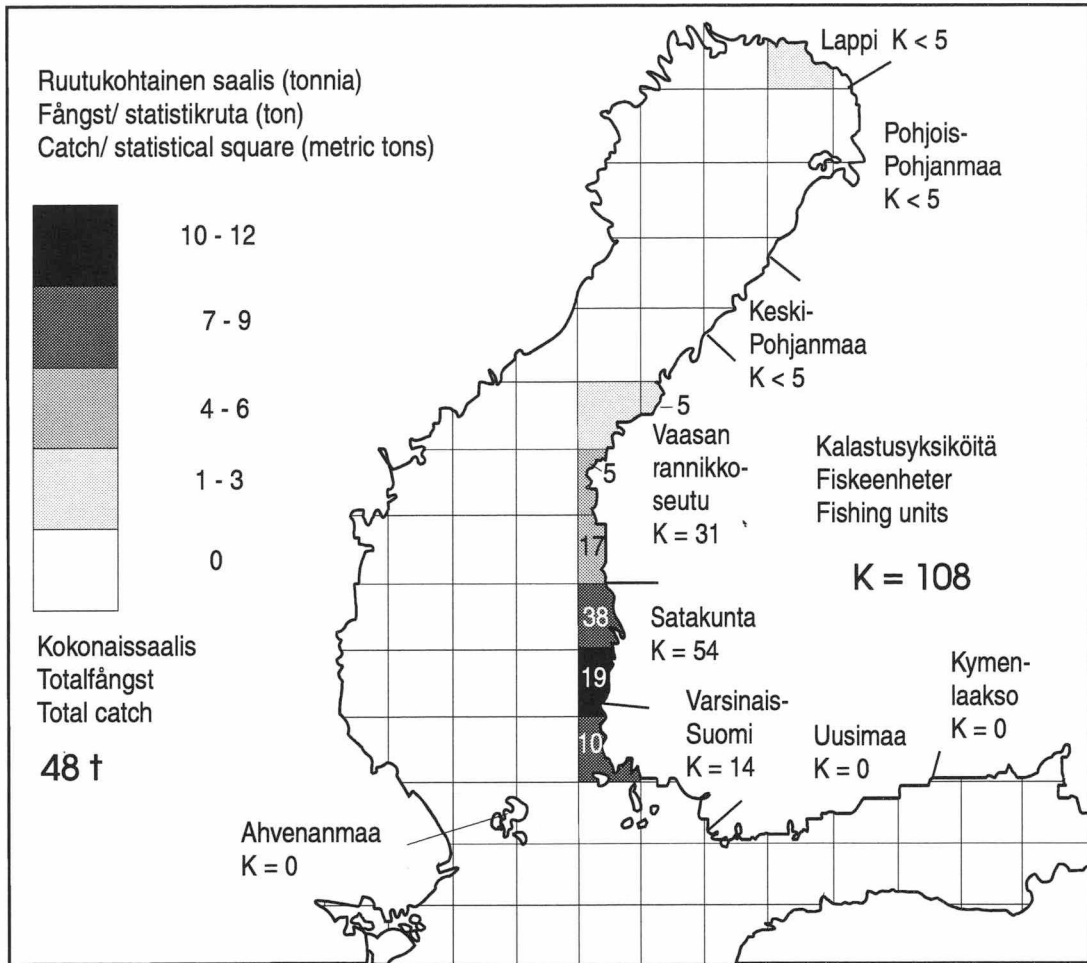 Ruutukohtainen saalis (tonnia)
Fångst/ statistikruta (ton)
Catch/ statistical square (metric tons)
10 - 12
7 - 9
4 - 6
1 - 3
0
Kokonaissaalis
Totalfångst
Total catch
48 t
Lappi K < 5
Pohjois-
Pohjanmaa
K < 5
Keski-
Pohjanmaa
K < 5
5
Vaasan
rannikko-
seutu
K = 31
5
17
Kalastusyksiköitä
Fiskeenheter
Fishing units
K = 108
38
Satakunta
K = 54
19
Varsinais-
Suomi
K = 14
10
Uusimaa
K = 0
Kymen-
laakso
K = 0
Ahvenanmaa
K = 0